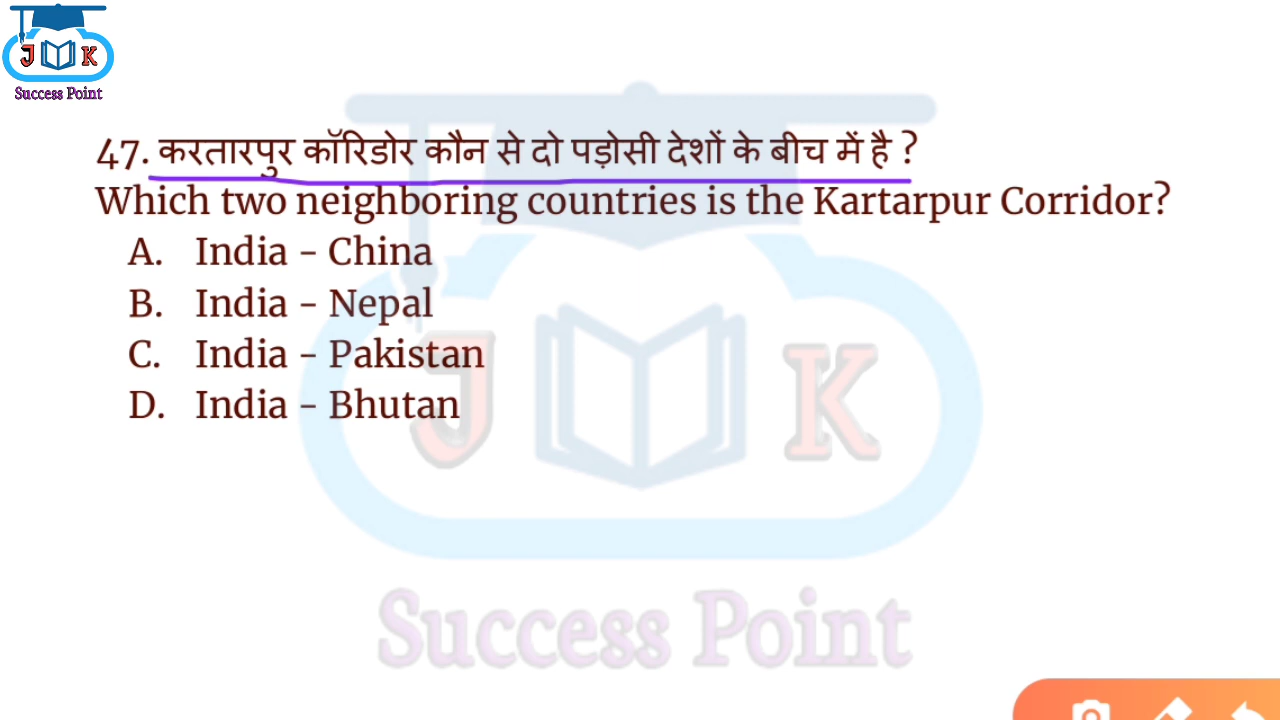 J K
Success Point
47. करतारपुर कॉरिडोर कौन से दो पड़ोसी देशों के बीच में है ?
Which two neighboring countries is the Kartarpur Corridor?
A. India - China
B. India - Nepal
C. India - Pakistan
D. India - Bhutan
J K
Success Point